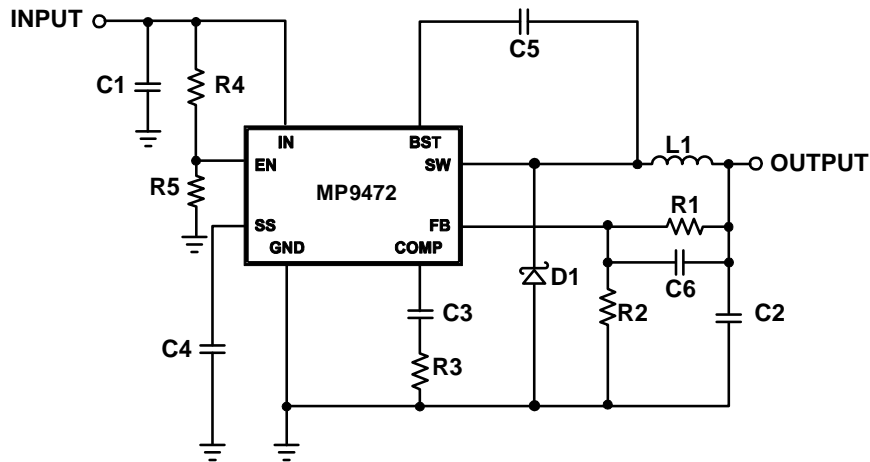 INPUT
C5
C1
R4
IN
BST
L1
EN
SW
OUTPUT
R5
MP9472
R1
SS
FB
GND
COMP
C6
D1
R2
C2
C3
C4
R3